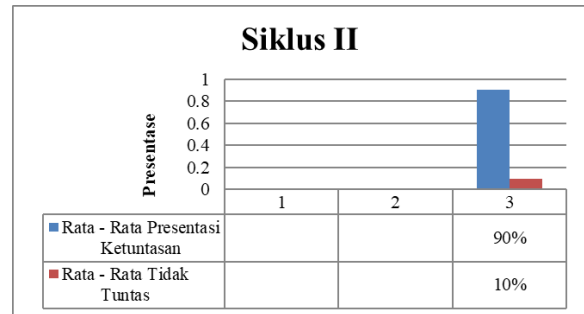 Siklus II
Presentase
1
0.8
0.6
0.4
0.2
0
1 2 3
Rata - Rata Presentasi
Ketuntasan
90%
Rata - Rata Tidak
Tuntas
10%